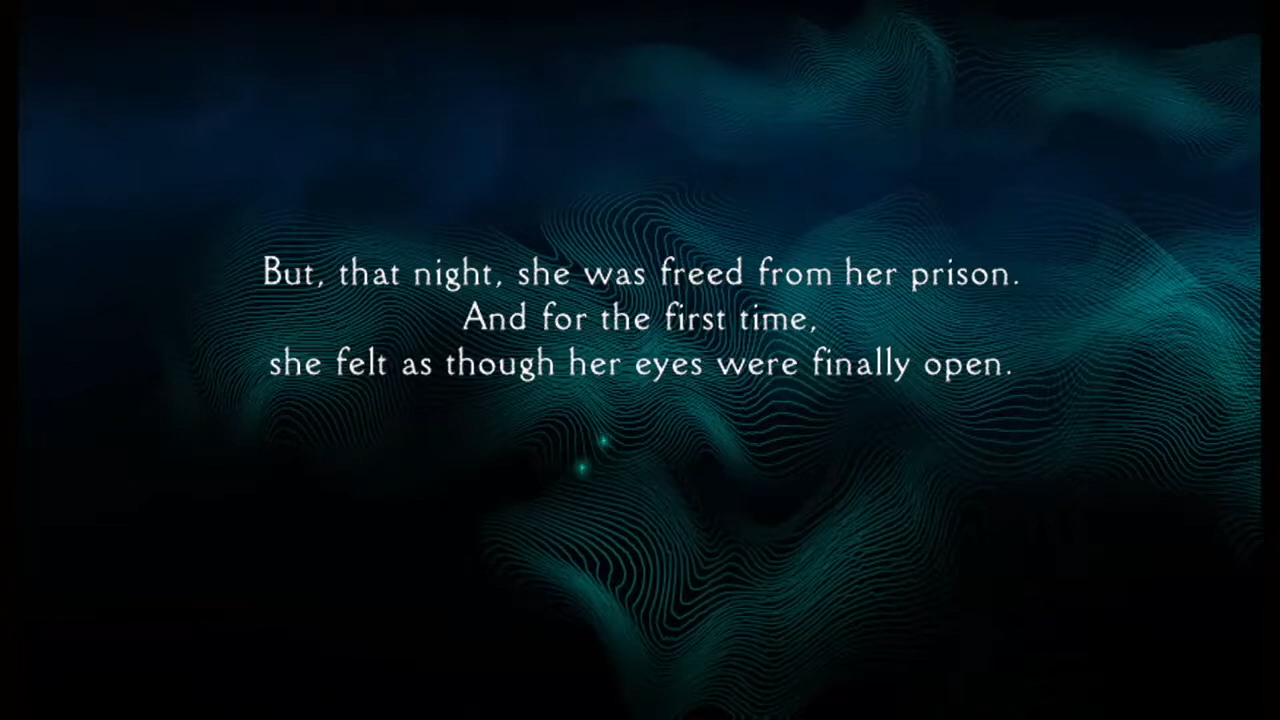 But, that night, she was freed from her prison.
And for the first time,
she felt as though her eyes were finally open.